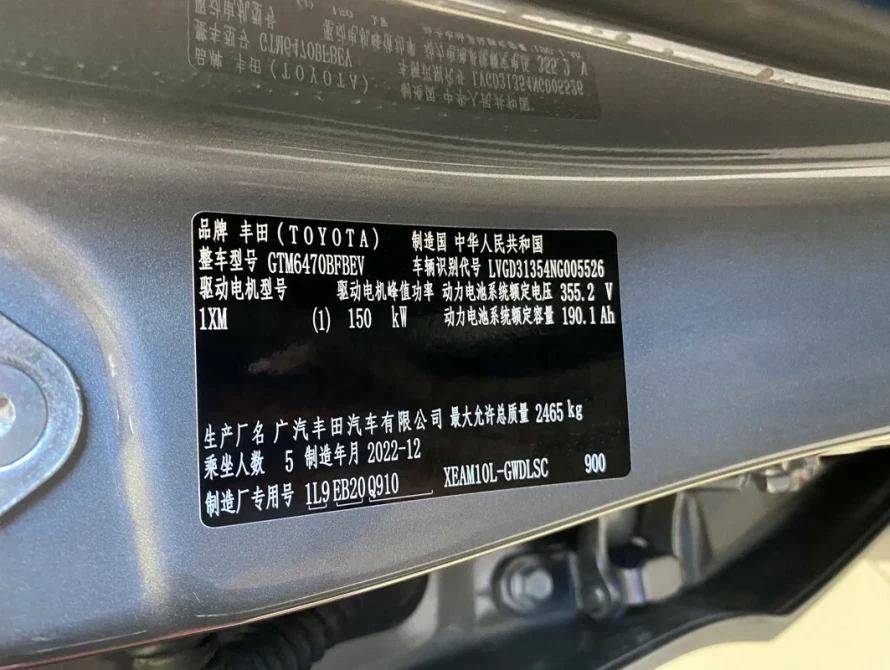 品牌 丰田(TOYOTA) 制造国 中华人民共和国
整车型号 GTM6470BFBEV 车辆识别代号 LVGD31354NG005526
驱动电机型号 驱动电机峰值功率 动力电池系统额定电压 355.2 V
1XM (1) 150 kW 动力电池系统额定容量 190.1Ah
生产厂名 广汽丰田汽车有限公司 最大允许总质量 2465kg
乘坐人数 5 制造年月 2022-12
制造厂专用号 1L9 EB20 Q910 XEAM10L-GWDLSC 900